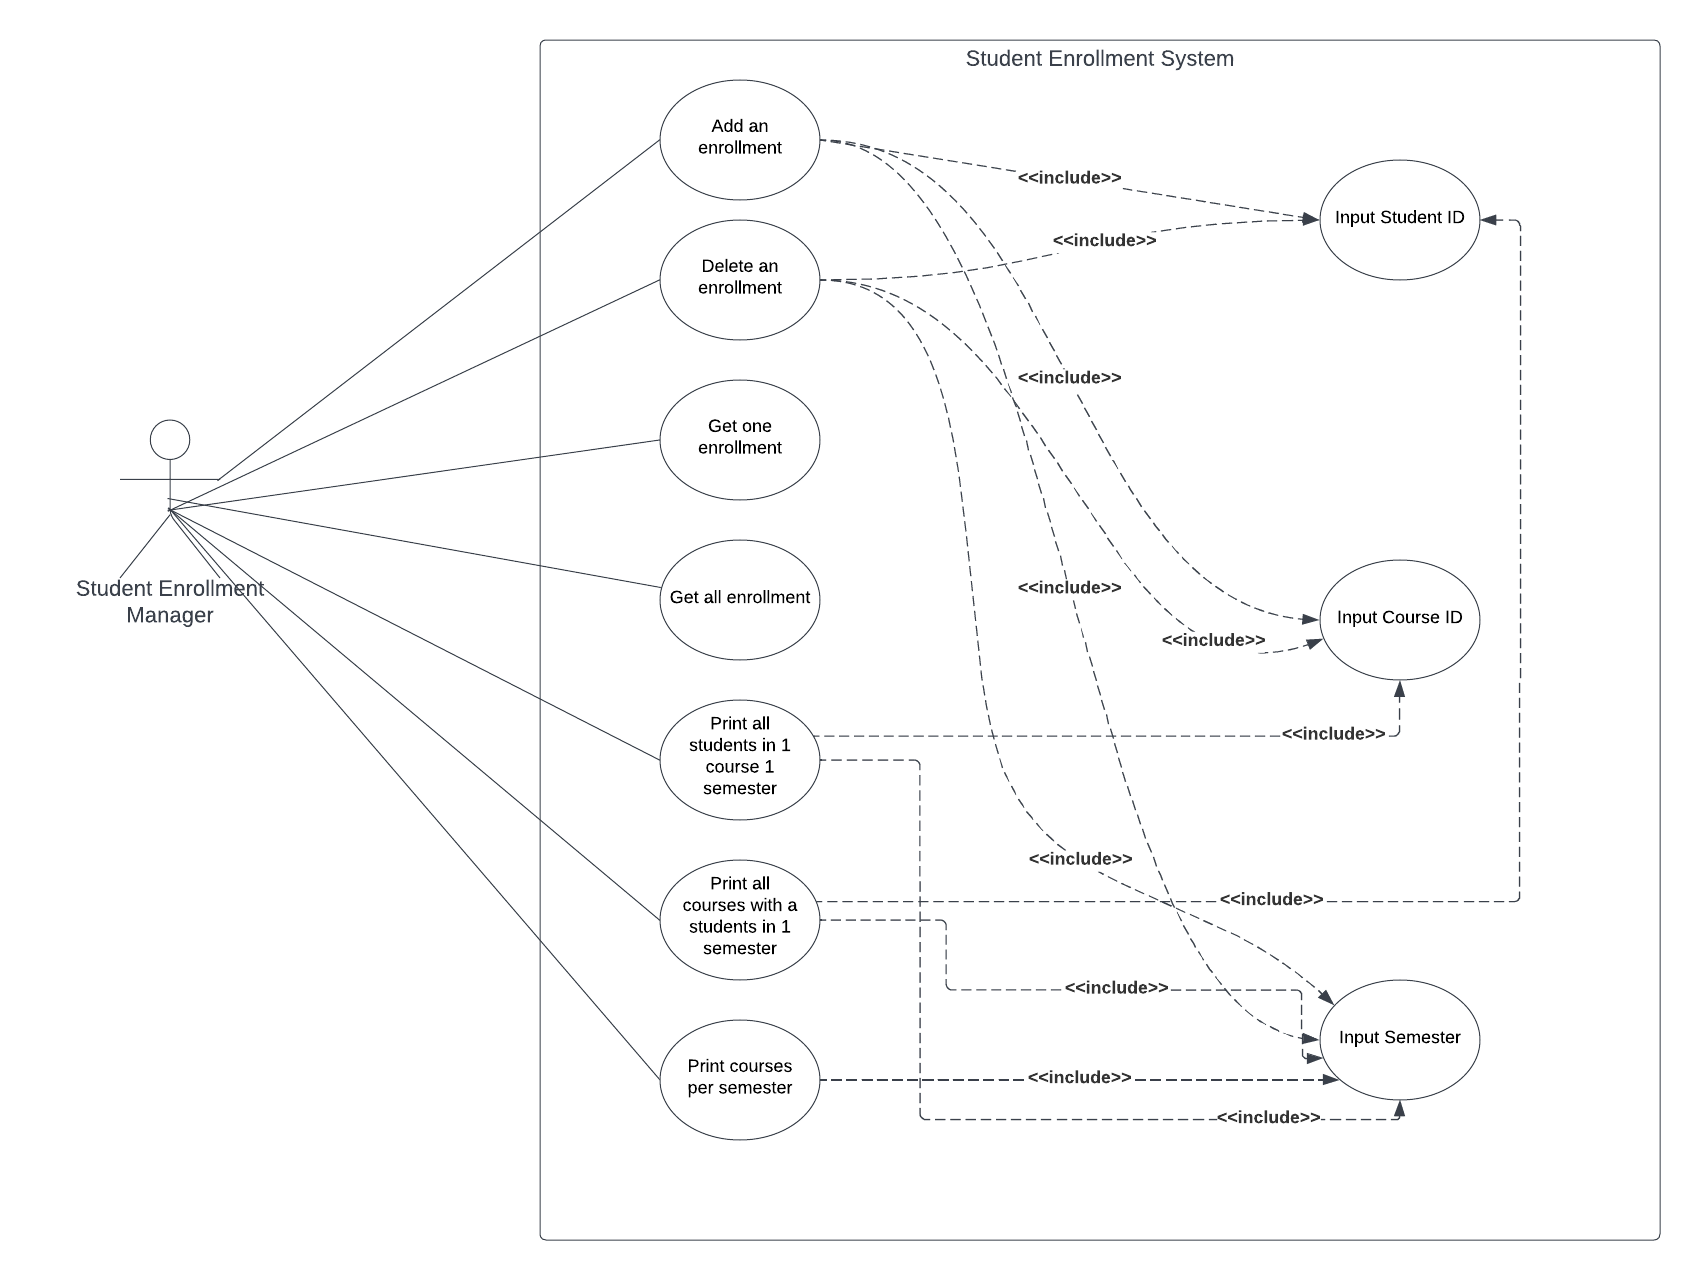 Student Enrollment System
Add an
enrollment
<<include>>
Input Student ID
<<include>>
Delete an
enrollment
<<include>>
Get one
enrollment
Student Enrollment
Manager
Get all enrollment
<<include>>
Input Course ID
<<include>>
Print all
students in 1
course 1
semester
<<include>>
<<include>>
Print all
courses with a
students in 1
semester
<<include>>
<<include>>
Input Semester
Print courses
per semester
<<include>>
<<include>>